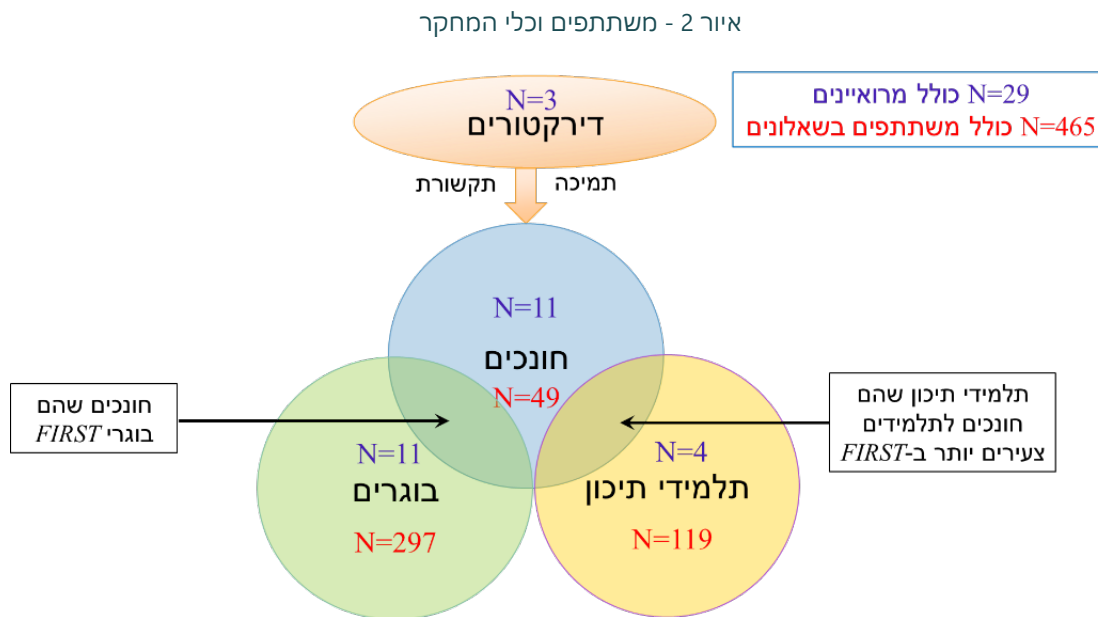 איור 2 - משתתפים וכלי המחקר
N=29 כולל מרואיינים
N=465 כולל משתתפים בשאלונים
N=3
דירקטורים
תמיכה
תקשורת
N=11
חונכים
N=49
תלמידי תיכון שהם
חונכים לתלמידים
צעירים יותר ב-FIRST
חונכים שהם
בוגרי FIRST
N=4
תלמידי תיכון
N=119
N=11
בוגרים
N=297